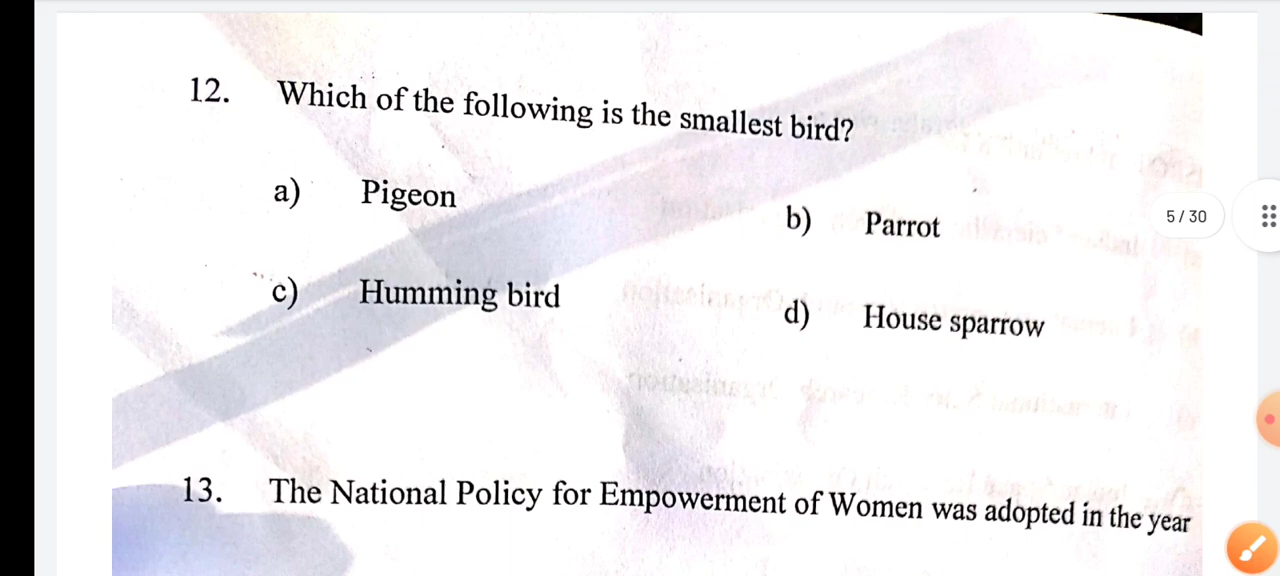 12. Which of the following is the smallest bird?
a) Pigeon
b) Parrot
c) Humming bird
d) House sparrow
5 / 30
13. The National Policy for Empowerment of Women was adopted in the year